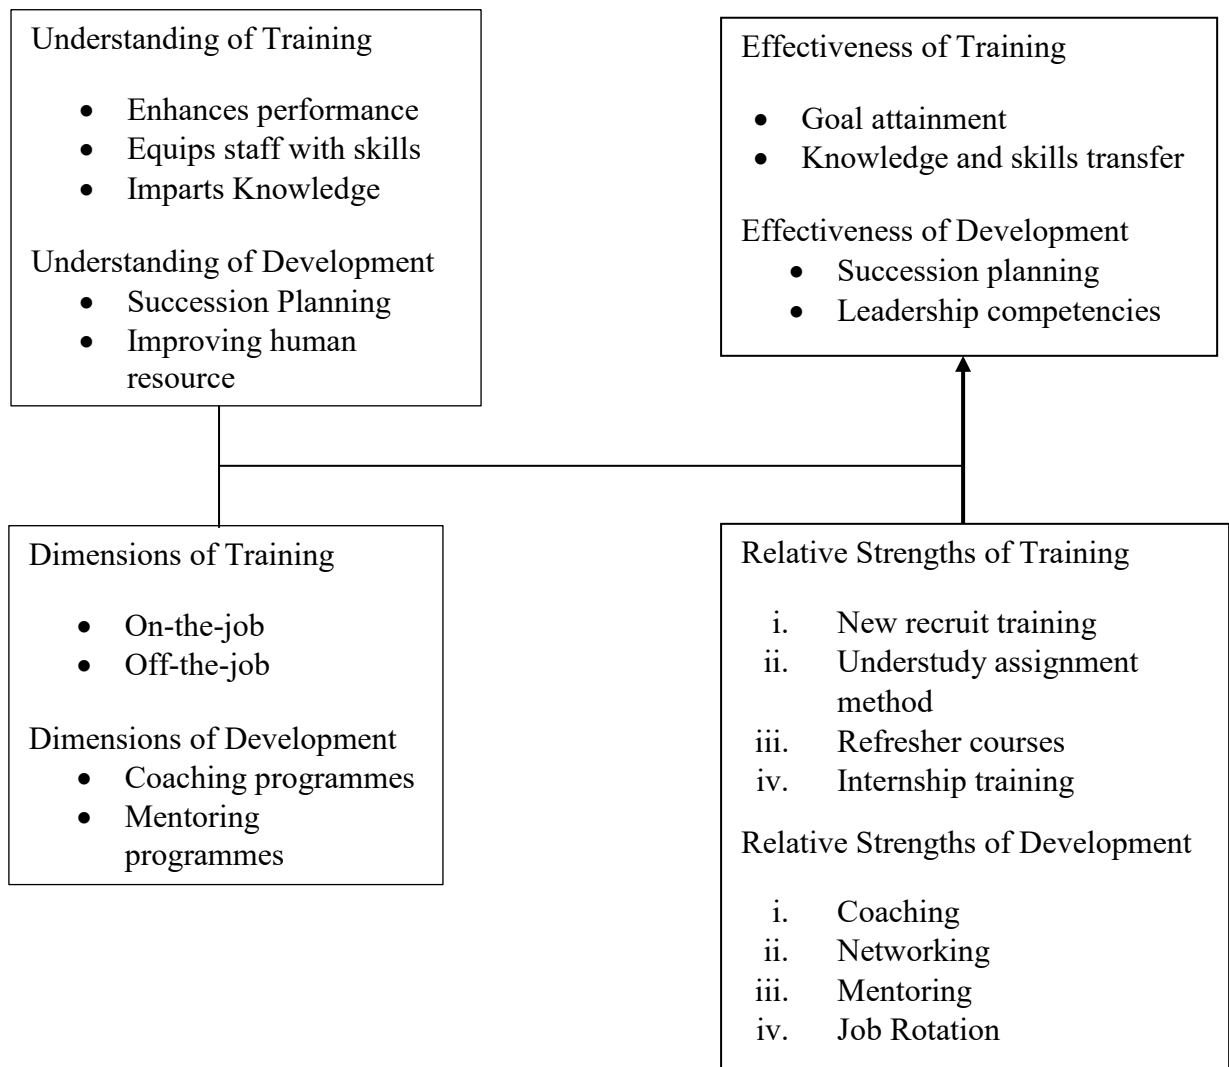 Understanding of Training
• Enhances performance
• Equips staff with skills
• Imparts Knowledge
Understanding of Development
• Succession Planning
• Improving human
resource
Effectiveness of Training
• Goal attainment
• Knowledge and skills transfer
Effectiveness of Development
• Succession planning
• Leadership competencies
Dimensions of Training
• On-the-job
• Off-the-job
Dimensions of Development
• Coaching programmes
• Mentoring
programmes
Relative Strengths of Training
i. New recruit training
ii. Understudy assignment
method
iii. Refresher courses
iv. Internship training
Relative Strengths of Development
i. Coaching
ii. Networking
iii. Mentoring
iv. Job Rotation